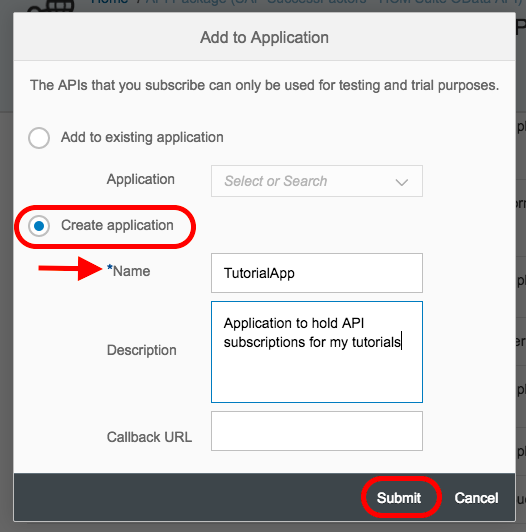 Add to Application
The APIs that you subscribe can only be used for testing and trial purposes.
Add to existing application
Application
Select or Search
Create application
*Name
TutorialApp
Description
Application to hold API
subscriptions for my tutorials
Callback URL
Submit
Cancel